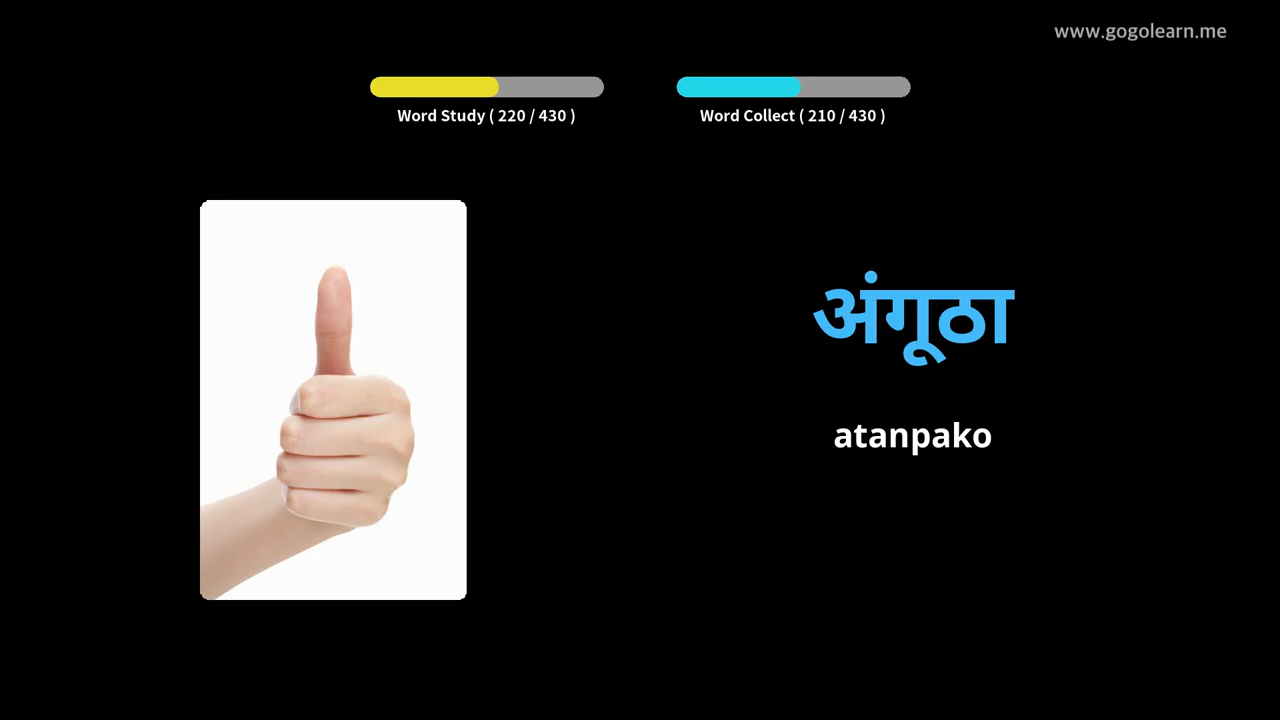 www.gogolearn.me
Word Study ( 220 / 430 )
Word Collect ( 210 / 430 )
अंगूठा
atanpako